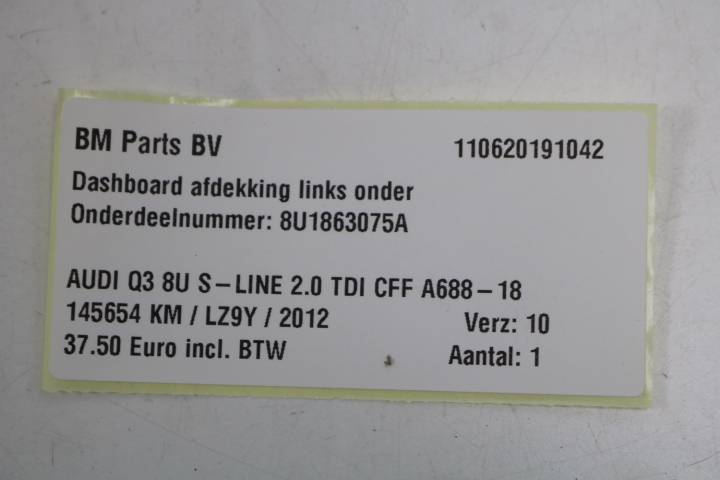 BM Parts BV 110620191042
Dashboard afdekking links onder
Onderdeelnummer: 8U1863075A
AUDI Q3 8U S-LINE 2.0 TDI CFF A688-18
145654 KM / LZ9Y / 2012 Verz: 10
37.50 Euro incl. BTW Aantal: 1